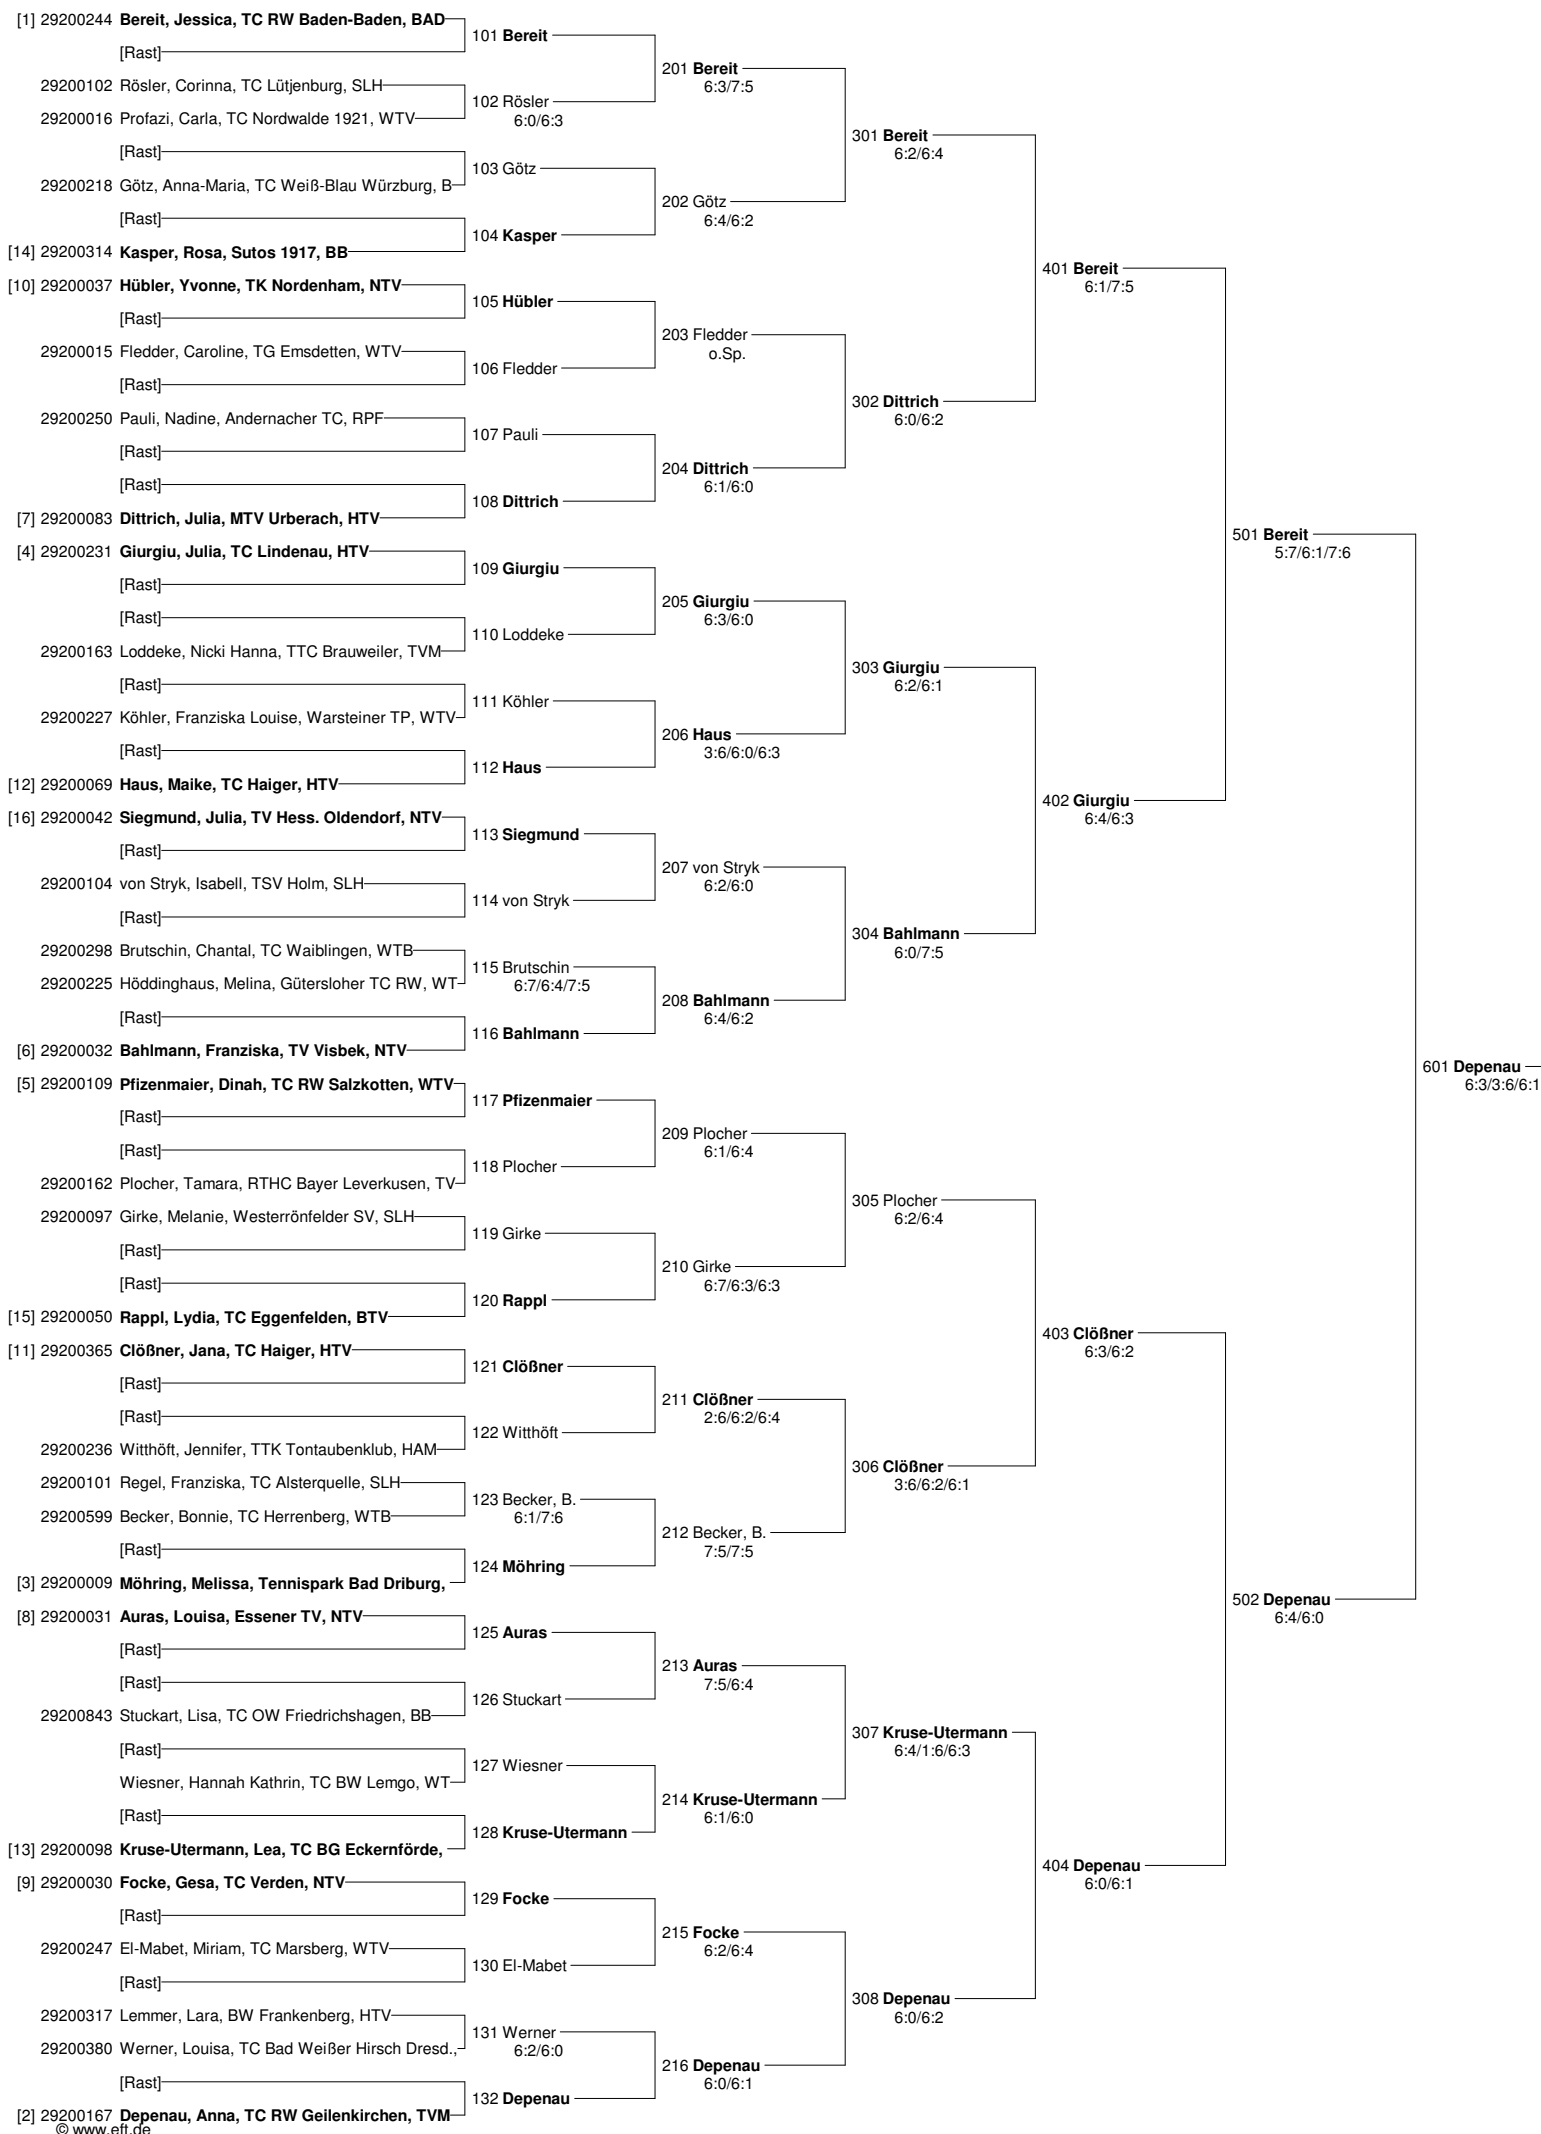 [1] 29200244 Bereit, Jessica, TC RW Baden-Baden, BAD
101 Bereit
[Rast]
201 Bereit
6:3/7:5
29200102 Rösler, Corinna, TC Lütjenburg, SLH
102 Rösler
6:0/6:3
29200016 Profazi, Carla, TC Nordwalde 1921, WTV
301 Bereit
6:2/6:4
[Rast]
103 Götz
29200218 Götz, Anna-Maria, TC Weiß-Blau Würzburg, B
202 Götz
6:4/6:2
[Rast]
104 Kasper
[14] 29200314 Kasper, Rosa, Sutos 1917, BB
401 Bereit
6:1/7:5
[10] 29200037 Hübler, Yvonne, TK Nordenham, NTV
105 Hübler
[Rast]
203 Fledder
o.Sp.
29200015 Fledder, Caroline, TG Emsdetten, WTV
106 Fledder
[Rast]
302 Dittrich
6:0/6:2
29200250 Pauli, Nadine, Andernacher TC, RPF
107 Pauli
[Rast]
204 Dittrich
6:1/6:0
[Rast]
108 Dittrich
[7] 29200083 Dittrich, Julia, MTV Urberach, HTV
501 Bereit
5:7/6:1/7:6
[4] 29200231 Giurgiu, Julia, TC Lindenau, HTV
109 Giurgiu
[Rast]
205 Giurgiu
6:3/6:0
[Rast]
110 Loddeke
29200163 Loddeke, Nicki Hanna, TTC Brauweiler, TVM
303 Giurgiu
6:2/6:1
[Rast]
111 Köhler
29200227 Köhler, Franziska Louise, Warsteiner TP, WTV
206 Haus
3:6/6:0/6:3
[Rast]
112 Haus
[12] 29200069 Haus, Maike, TC Haiger, HTV
402 Giurgiu
6:4/6:3
[16] 29200042 Siegmund, Julia, TV Hess. Oldendorf, NTV
113 Siegmund
[Rast]
207 von Stryk
6:2/6:0
29200104 von Stryk, Isabell, TSV Holm, SLH
114 von Stryk
[Rast]
304 Bahlmann
6:0/7:5
29200298 Brutschin, Chantal, TC Waiblingen, WTB
115 Brutschin
6:7/6:4/7:5
29200225 Höddinghaus, Melina, Gütersloher TC RW, WT
208 Bahlmann
6:4/6:2
[Rast]
116 Bahlmann
[6] 29200032 Bahlmann, Franziska, TV Visbek, NTV
601 Depenau
6:3/3:6/6:1
[5] 29200109 Pfizenmaier, Dinah, TC RW Salzkotten, WTV
117 Pfizenmaier
[Rast]
209 Plocher
6:1/6:4
[Rast]
118 Plocher
29200162 Plocher, Tamara, RTHC Bayer Leverkusen, TV
305 Plocher
6:2/6:4
29200097 Girke, Melanie, Westerrönfelder SV, SLH
119 Girke
[Rast]
210 Girke
6:7/6:3/6:3
[Rast]
120 Rappl
[15] 29200050 Rappl, Lydia, TC Eggenfelden, BTV
403 Clößner
6:3/6:2
[11] 29200365 Clößner, Jana, TC Haiger, HTV
121 Clößner
[Rast]
211 Clößner
2:6/6:2/6:4
[Rast]
122 Witthöft
29200236 Witthöft, Jennifer, TTK Tontaubenklub, HAM
306 Clößner
3:6/6:2/6:1
29200101 Regel, Franziska, TC Alsterquelle, SLH
123 Becker, B.
6:1/7:6
29200599 Becker, Bonnie, TC Herrenberg, WTB
212 Becker, B.
7:5/7:5
[Rast]
124 Möhring
[3] 29200009 Möhring, Melissa, Tennispark Bad Driburg,
502 Depenau
6:4/6:0
[8] 29200031 Auras, Louisa, Essener TV, NTV
125 Auras
[Rast]
213 Auras
7:5/6:4
[Rast]
126 Stuckart
29200843 Stuckart, Lisa, TC OW Friedrichshagen, BB
307 Kruse-Utermann
6:4/1:6/6:3
[Rast]
127 Wiesner
Wiesner, Hannah Kathrin, TC BW Lemgo, WT
214 Kruse-Utermann
6:1/6:0
[Rast]
128 Kruse-Utermann
[13] 29200098 Kruse-Utermann, Lea, TC BG Eckernförde,
404 Depenau
6:0/6:1
[9] 29200030 Focke, Gesa, TC Verden, NTV
129 Focke
[Rast]
215 Focke
6:2/6:4
29200247 El-Mabet, Miriam, TC Marsberg, WTV
130 El-Mabet
[Rast]
308 Depenau
6:0/6:2
29200317 Lemmer, Lara, BW Frankenberg, HTV
131 Werner
6:2/6:0
29200380 Werner, Louisa, TC Bad Weißer Hirsch Dresd.,
216 Depenau
6:0/6:1
[Rast]
132 Depenau
[2] 29200167 Depenau, Anna, TC RW Geilenkirchen, TVM
© www.eft.de